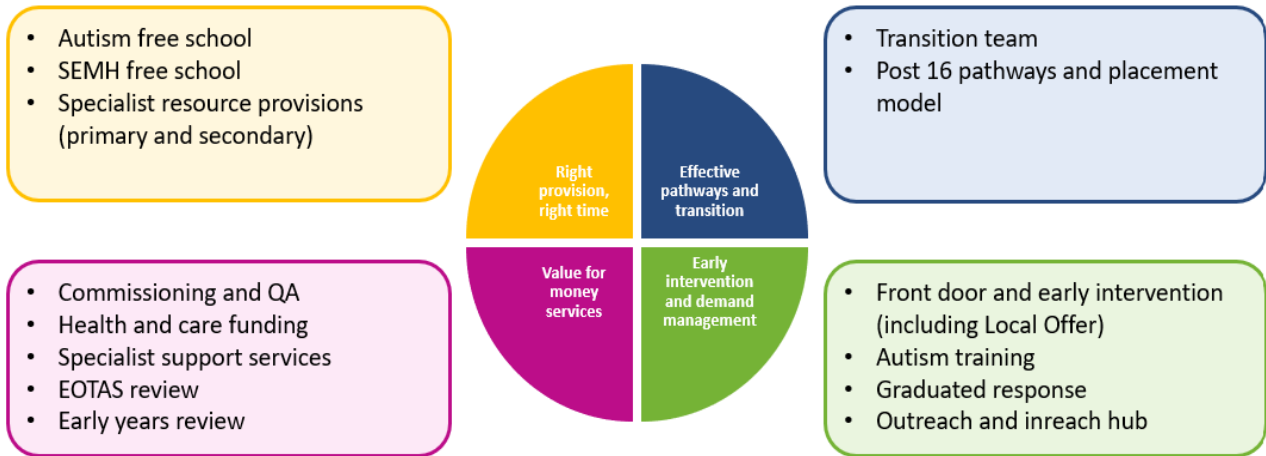 • Autism free school
• SEMH free school
• Specialist resource provisions
(primary and secondary)
• Transition team
• Post 16 pathways and placement
model
Right
provision,
right time
Effective
pathways and
transition
Value for
money
services
Early
intervention
and demand
management
• Commissioning and QA
• Health and care funding
• Specialist support services
• EOTAS review
• Early years review
• Front door and early intervention
(including Local Offer)
• Autism training
• Graduated response
• Outreach and inreach hub